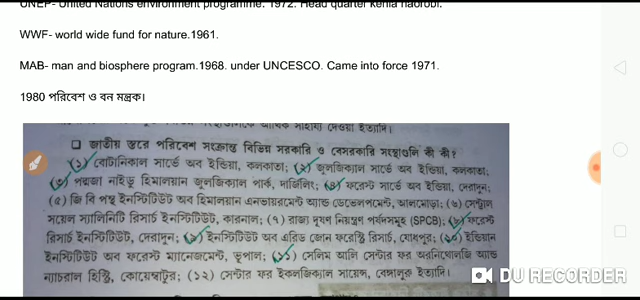 UNEP- United Nations environment programme. 1972. Head quarter kenia naorobi.
WWF- world wide fund for nature.1961.
MAB- man and biosphere program.1968. under UNCESCO. Came into force 1971.
1980 পরিবেশ ও বন মন্ত্রক।
আর্থিক সাহায্য দেওয়া ইত্যাদি।
❑ জাতীয় স্তরে পরিবেশ সংক্রান্ত বিভিন্ন সরকারি ও বেসরকারি সংস্থাগুলি কী কী?
(১) বোটানিকাল সার্ভে অব ইন্ডিয়া, কলকাতা; (২) জুলজিক্যাল সার্ভে অব ইন্ডিয়া, কলকাতা;
(৩) পদ্মজা নাইডু হিমালয়ান জুলজিক্যাল পার্ক, দার্জিলিং; (৪) ফরেস্ট সার্ভে অব ইন্ডিয়া, দেরাদুন;
(৫) জি বি পন্থ ইনস্টিটিউট অব হিমালয়ান এনভায়রমেন্ট অ্যান্ড ডেভেলপমেন্ট, আলমোড়া; (৬) সেন্ট্রাল
সয়েল স্যালিনিটি রিসার্চ ইনস্টিটিউট, কারনাল; (৭) রাজ্য দূষণ নিয়ন্ত্রণ পর্ষদসমূহ (SPCB); (৮) ফরেস্ট
রিসার্চ ইনস্টিটিউট, দেরাদুন; (৯) ইনস্টিটিউট অব এরিড জোন ফরেস্ট্রি রিসার্চ, যোধপুর; (১০) ইন্ডিয়ান
ইনস্টিটিউট অব ফরেস্ট ম্যানেজমেন্ট, ভূপাল; (১১) সেলিম আলি সেন্টার ফর অরনিথোলজি অ্যান্ড
ন্যাচরাল হিস্ট্রি, কোয়েম্বাটুর; (১২) সেন্টার ফর ইকলজিক্যাল সায়েন্স, বেঙ্গালুরু ইত্যাদি।
DU RECORDER